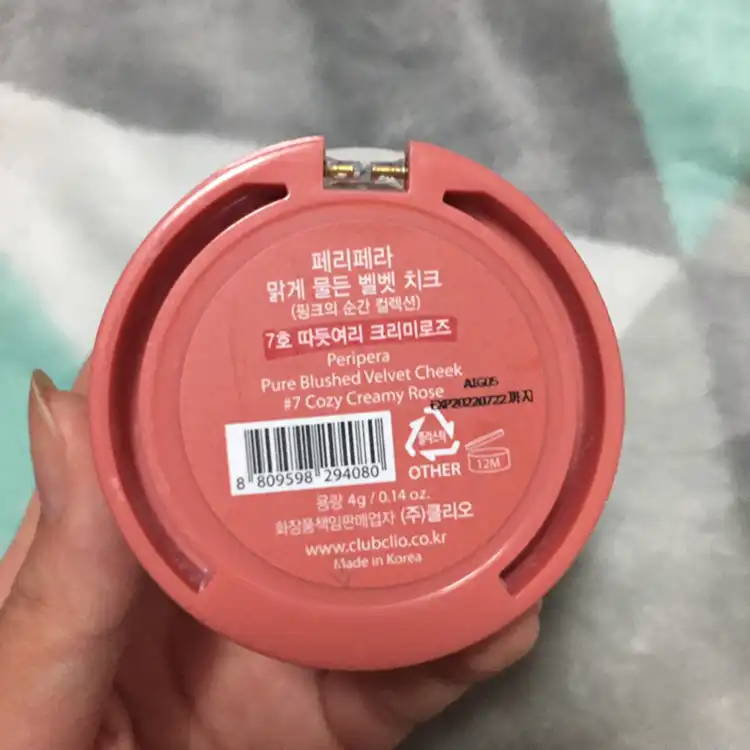 페리페라
맑게 물든 벨벳 치크
(핑크의 순간 컬렉션)
7호 따듯여리 크리미로즈
Peripera
Pure Blushed Velvet Cheek
#7 Cozy Creamy Rose
AIG05
EXP20220722까지
8 809598 294080
플라스틱
OTHER
12M
용량 4g / 0.14 oz.
화장품책임판매업자 (주)클리오
www.clubclio.co.kr
Made in Korea